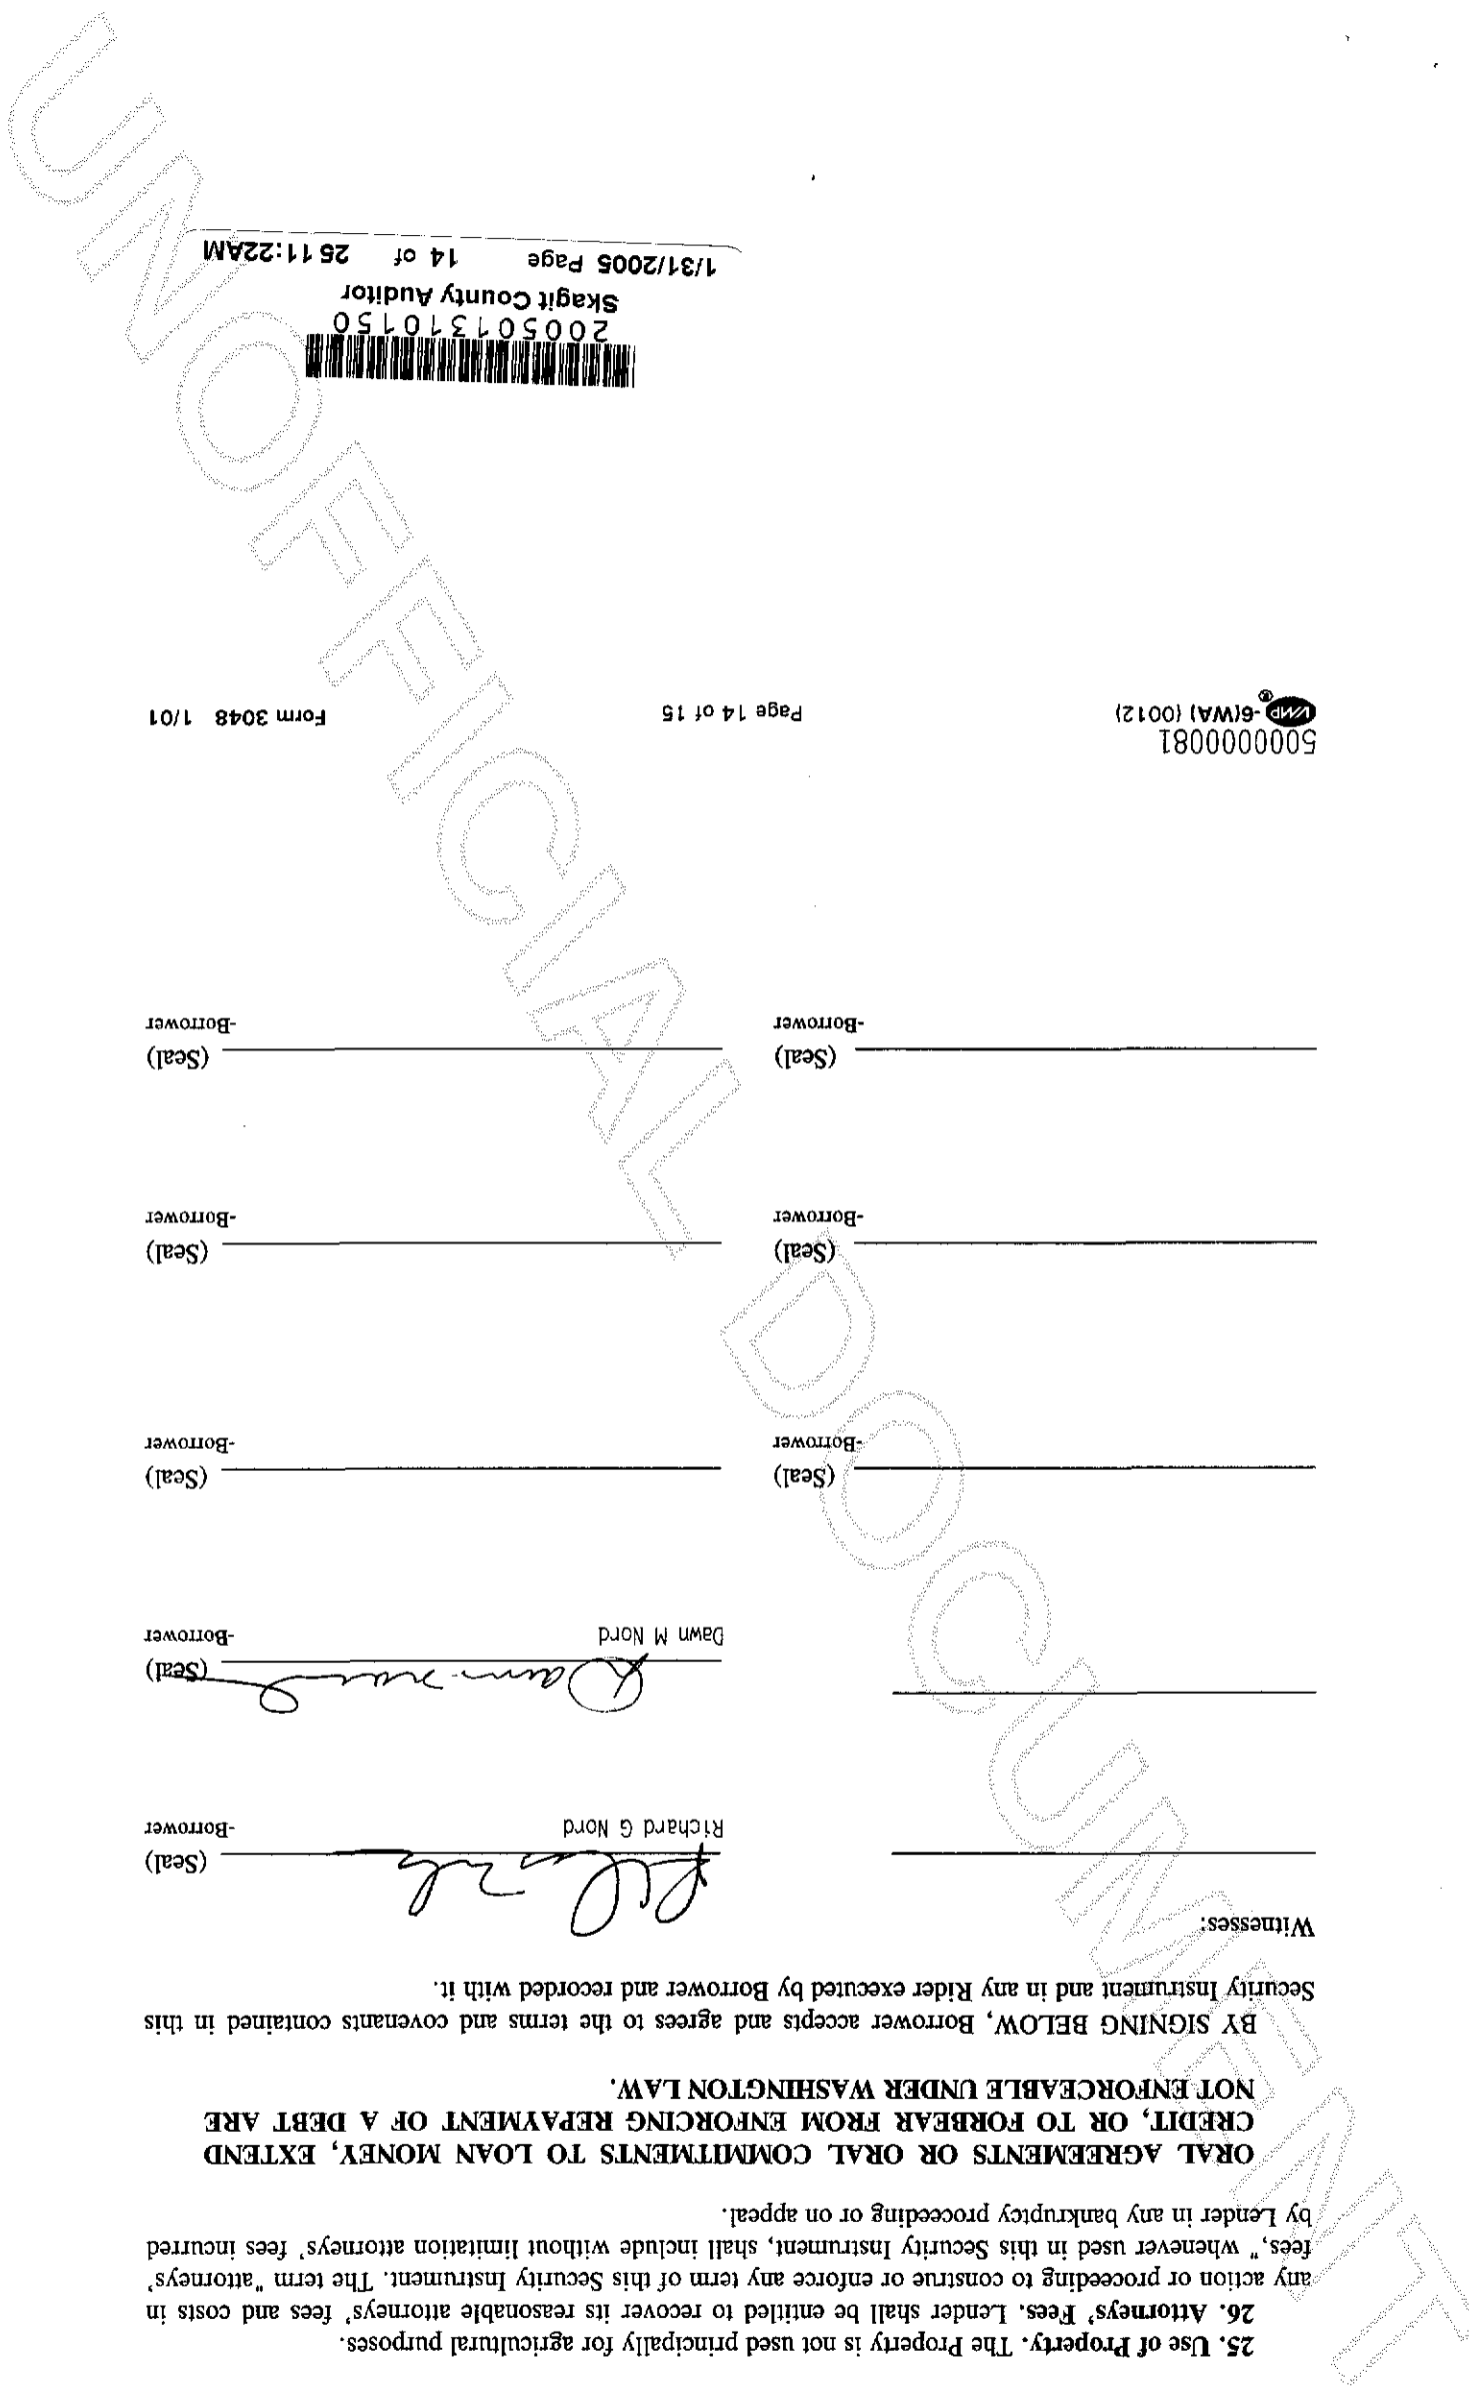 25. Use of Property. The Property is not used principally for agricultural purposes.
26. Attorneys' Fees. Lender shall be entitled to recover its reasonable attorneys' fees and costs in
any action or proceeding to construe or enforce any term of this Security Instrument. The term "attorneys'
fees," whenever used in this Security Instrument, shall include without limitation attorneys' fees incurred
by Lender in any bankruptcy proceeding or on appeal.
ORAL AGREEMENTS OR ORAL COMMITMENTS TO LOAN MONEY, EXTEND
CREDIT, OR TO FORBEAR FROM ENFORCING REPAYMENT OF A DEBT ARE
NOT ENFORCEABLE UNDER WASHINGTON LAW.
BY SIGNING BELOW, Borrower accepts and agrees to the terms and covenants contained in this
Security Instrument and in any Rider executed by Borrower and recorded with it.
Witnesses:
(Seal)
Richard G Nord -Borrower
(Seal)
Dawn M Nord -Borrower
(Seal) (Seal)
-Borrower -Borrower
(Seal) (Seal)
-Borrower -Borrower
(Seal) (Seal)
-Borrower -Borrower
500000081
VMP®-6(WA) (0012) Page 14 of 15 Form 3048 1/01
200501310150
Skagit County Auditor
1/31/2005 Page 14 of 25 11:22AM
UNOFFICIAL DOCUMENT